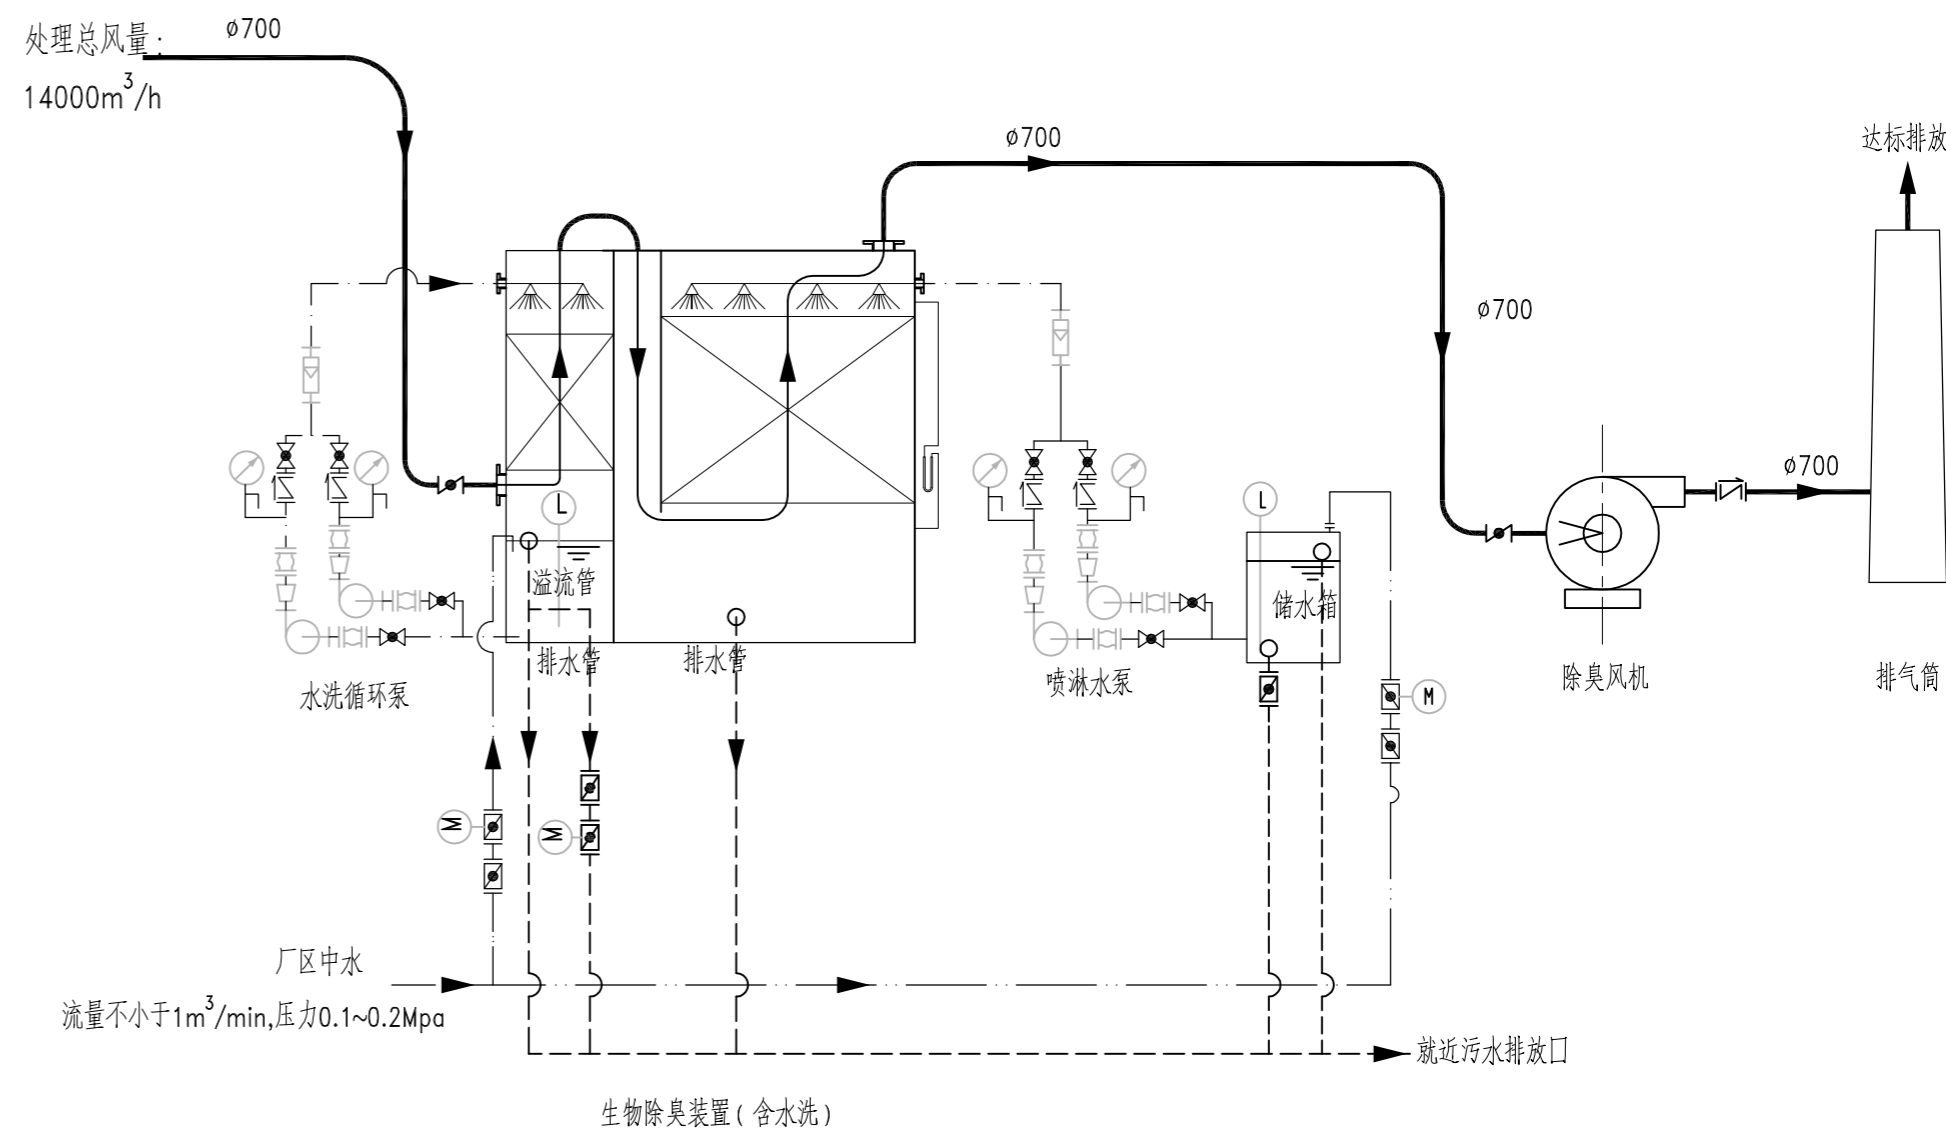 处理总风量:
14000m³/h
ø700
ø700
达标排放
ø700
ø700
L
L
溢流管
储水箱
排水管
排水管
水洗循环泵
喷淋水泵
除臭风机
排气筒
M
M
M
厂区中水
流量不小于1m³/min,压力0.1~0.2Mpa
就近污水排放口
生物除臭装置(含水洗)